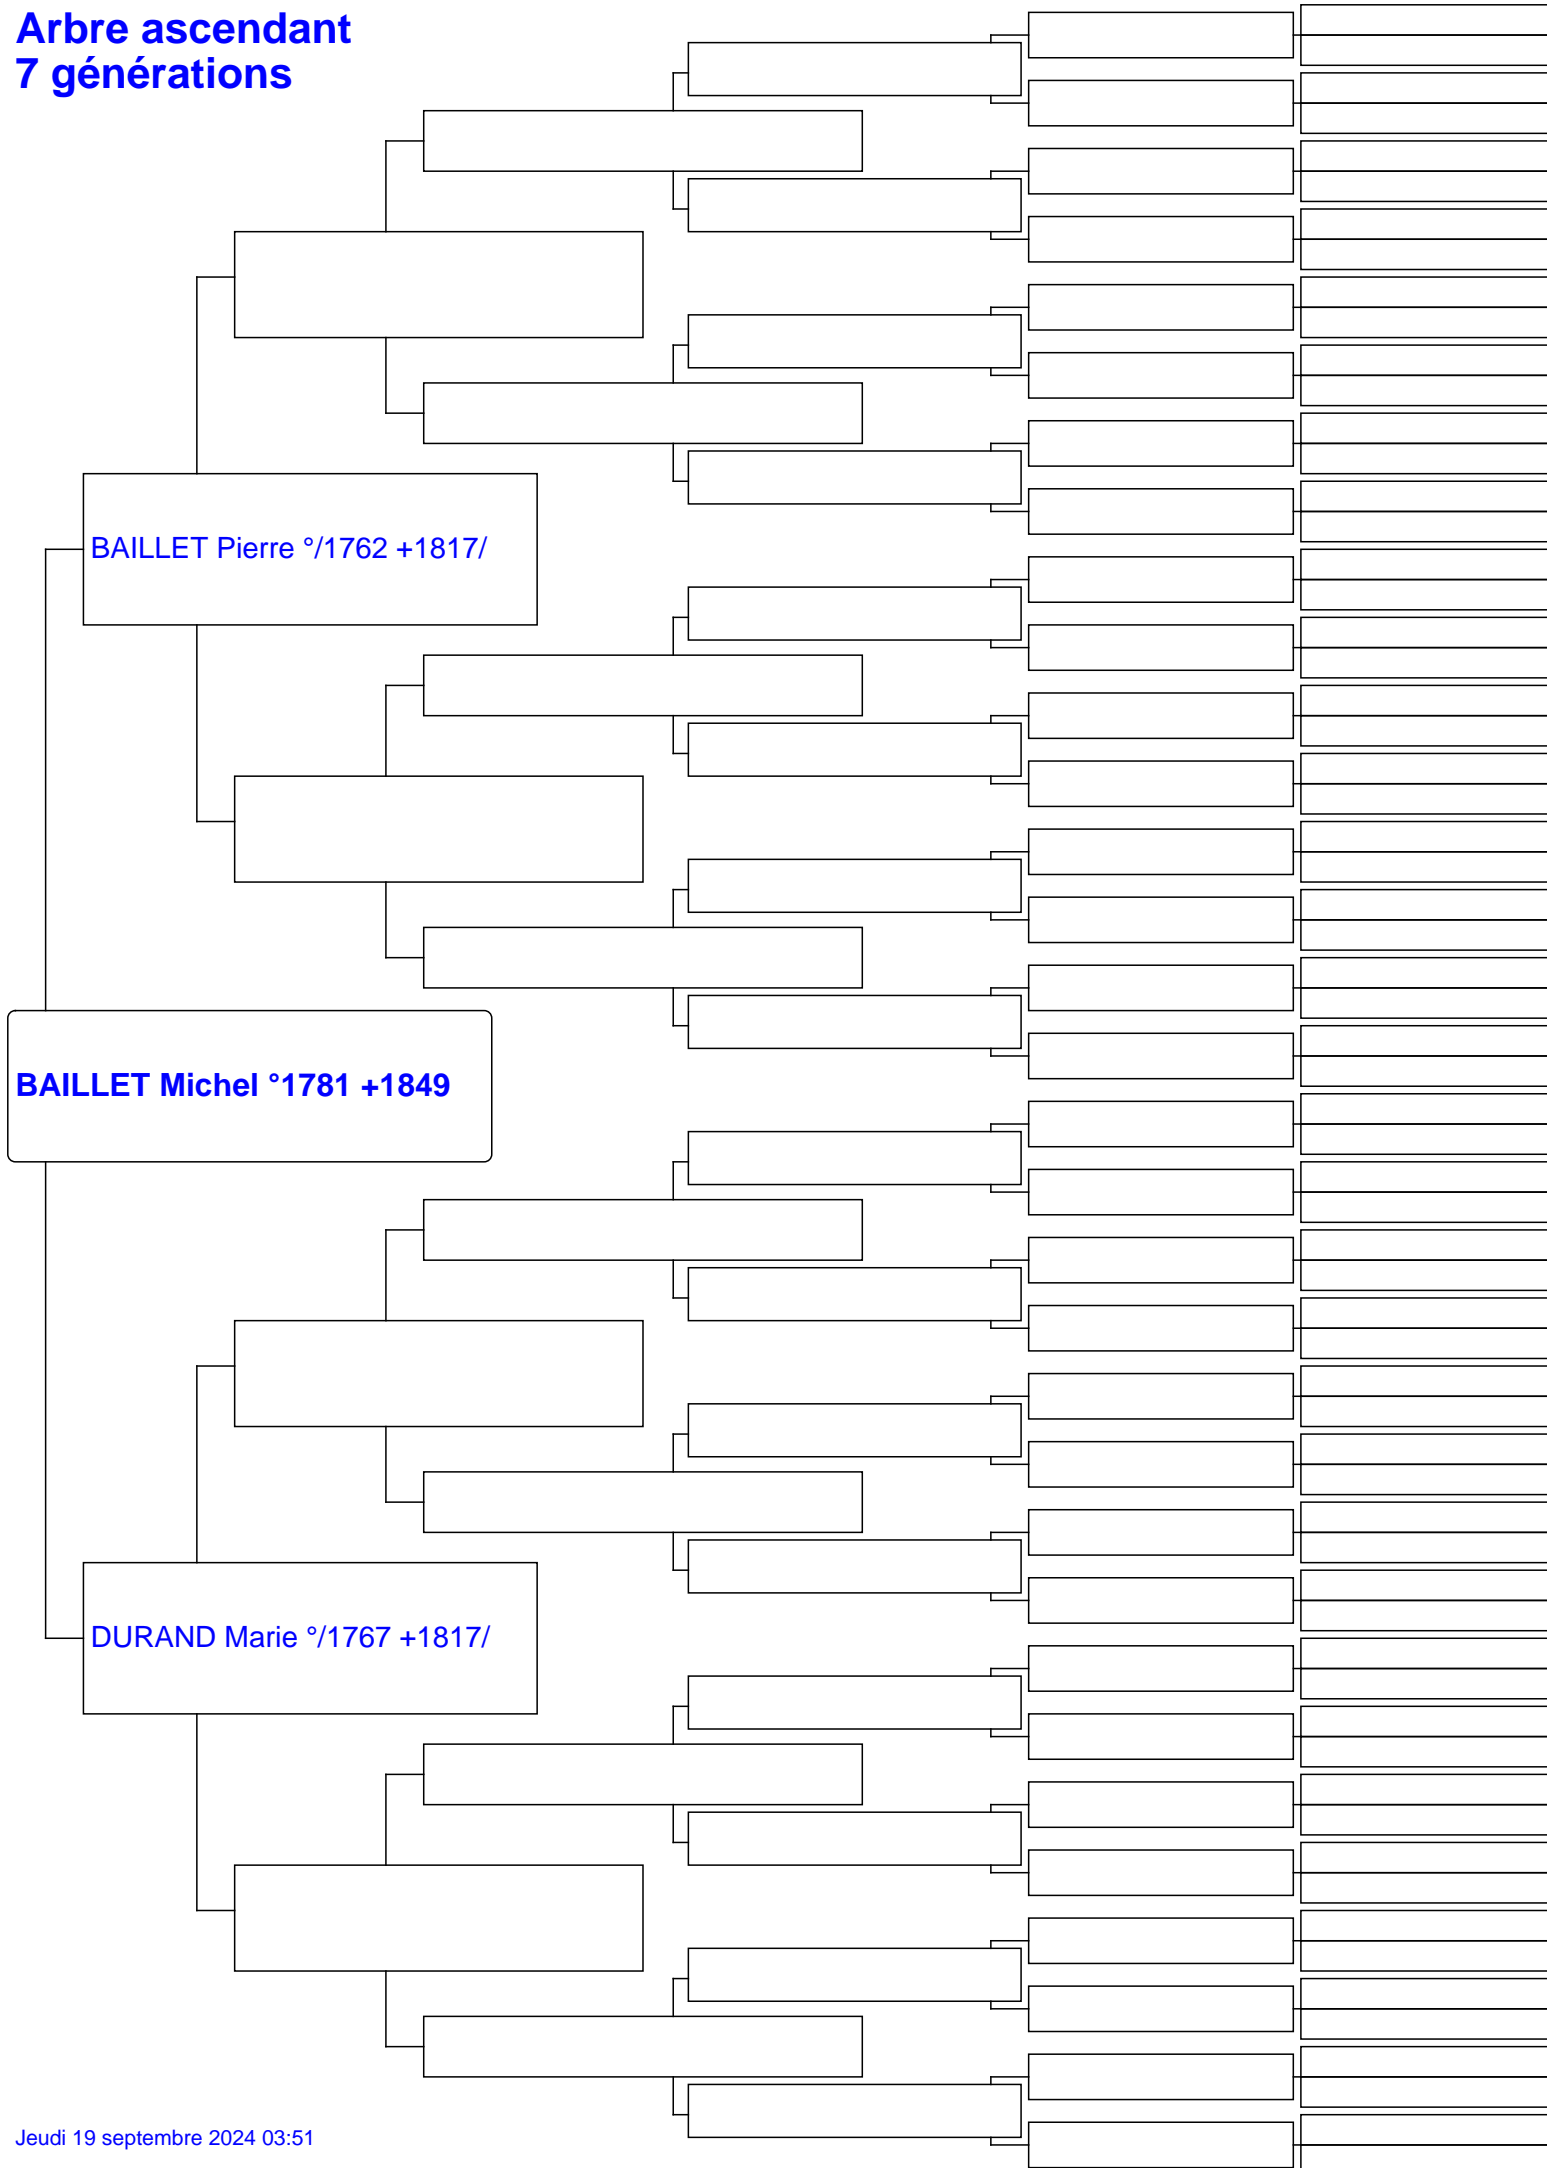 Arbre ascendant
7 générations
BAILLET Pierre °/1762 +1817/
BAILLET Michel °1781 +1849
DURAND Marie °/1767 +1817/
Jeudi 19 septembre 2024 03:51